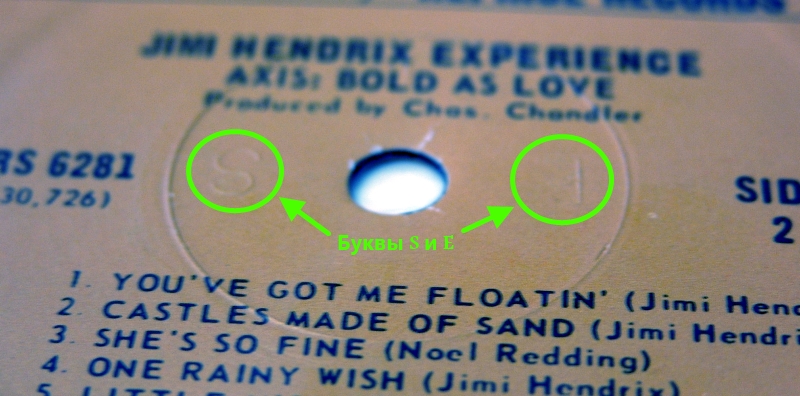 JIMI HENDRIX EXPERIENCE
AXIS: BOLD AS LOVE
Produced by Chas. Chandler
RS 6281
30,726)
SID
2
S
I
Буквы S и E
1. YOU'VE GOT ME FLOATIN' (Jimi Hend
2. CASTLES MADE OF SAND (Jimi Hendri
3. SHE'S SO FINE (Noel Redding)
4. ONE RAINY WISH (Jimi Hendrix)
5.